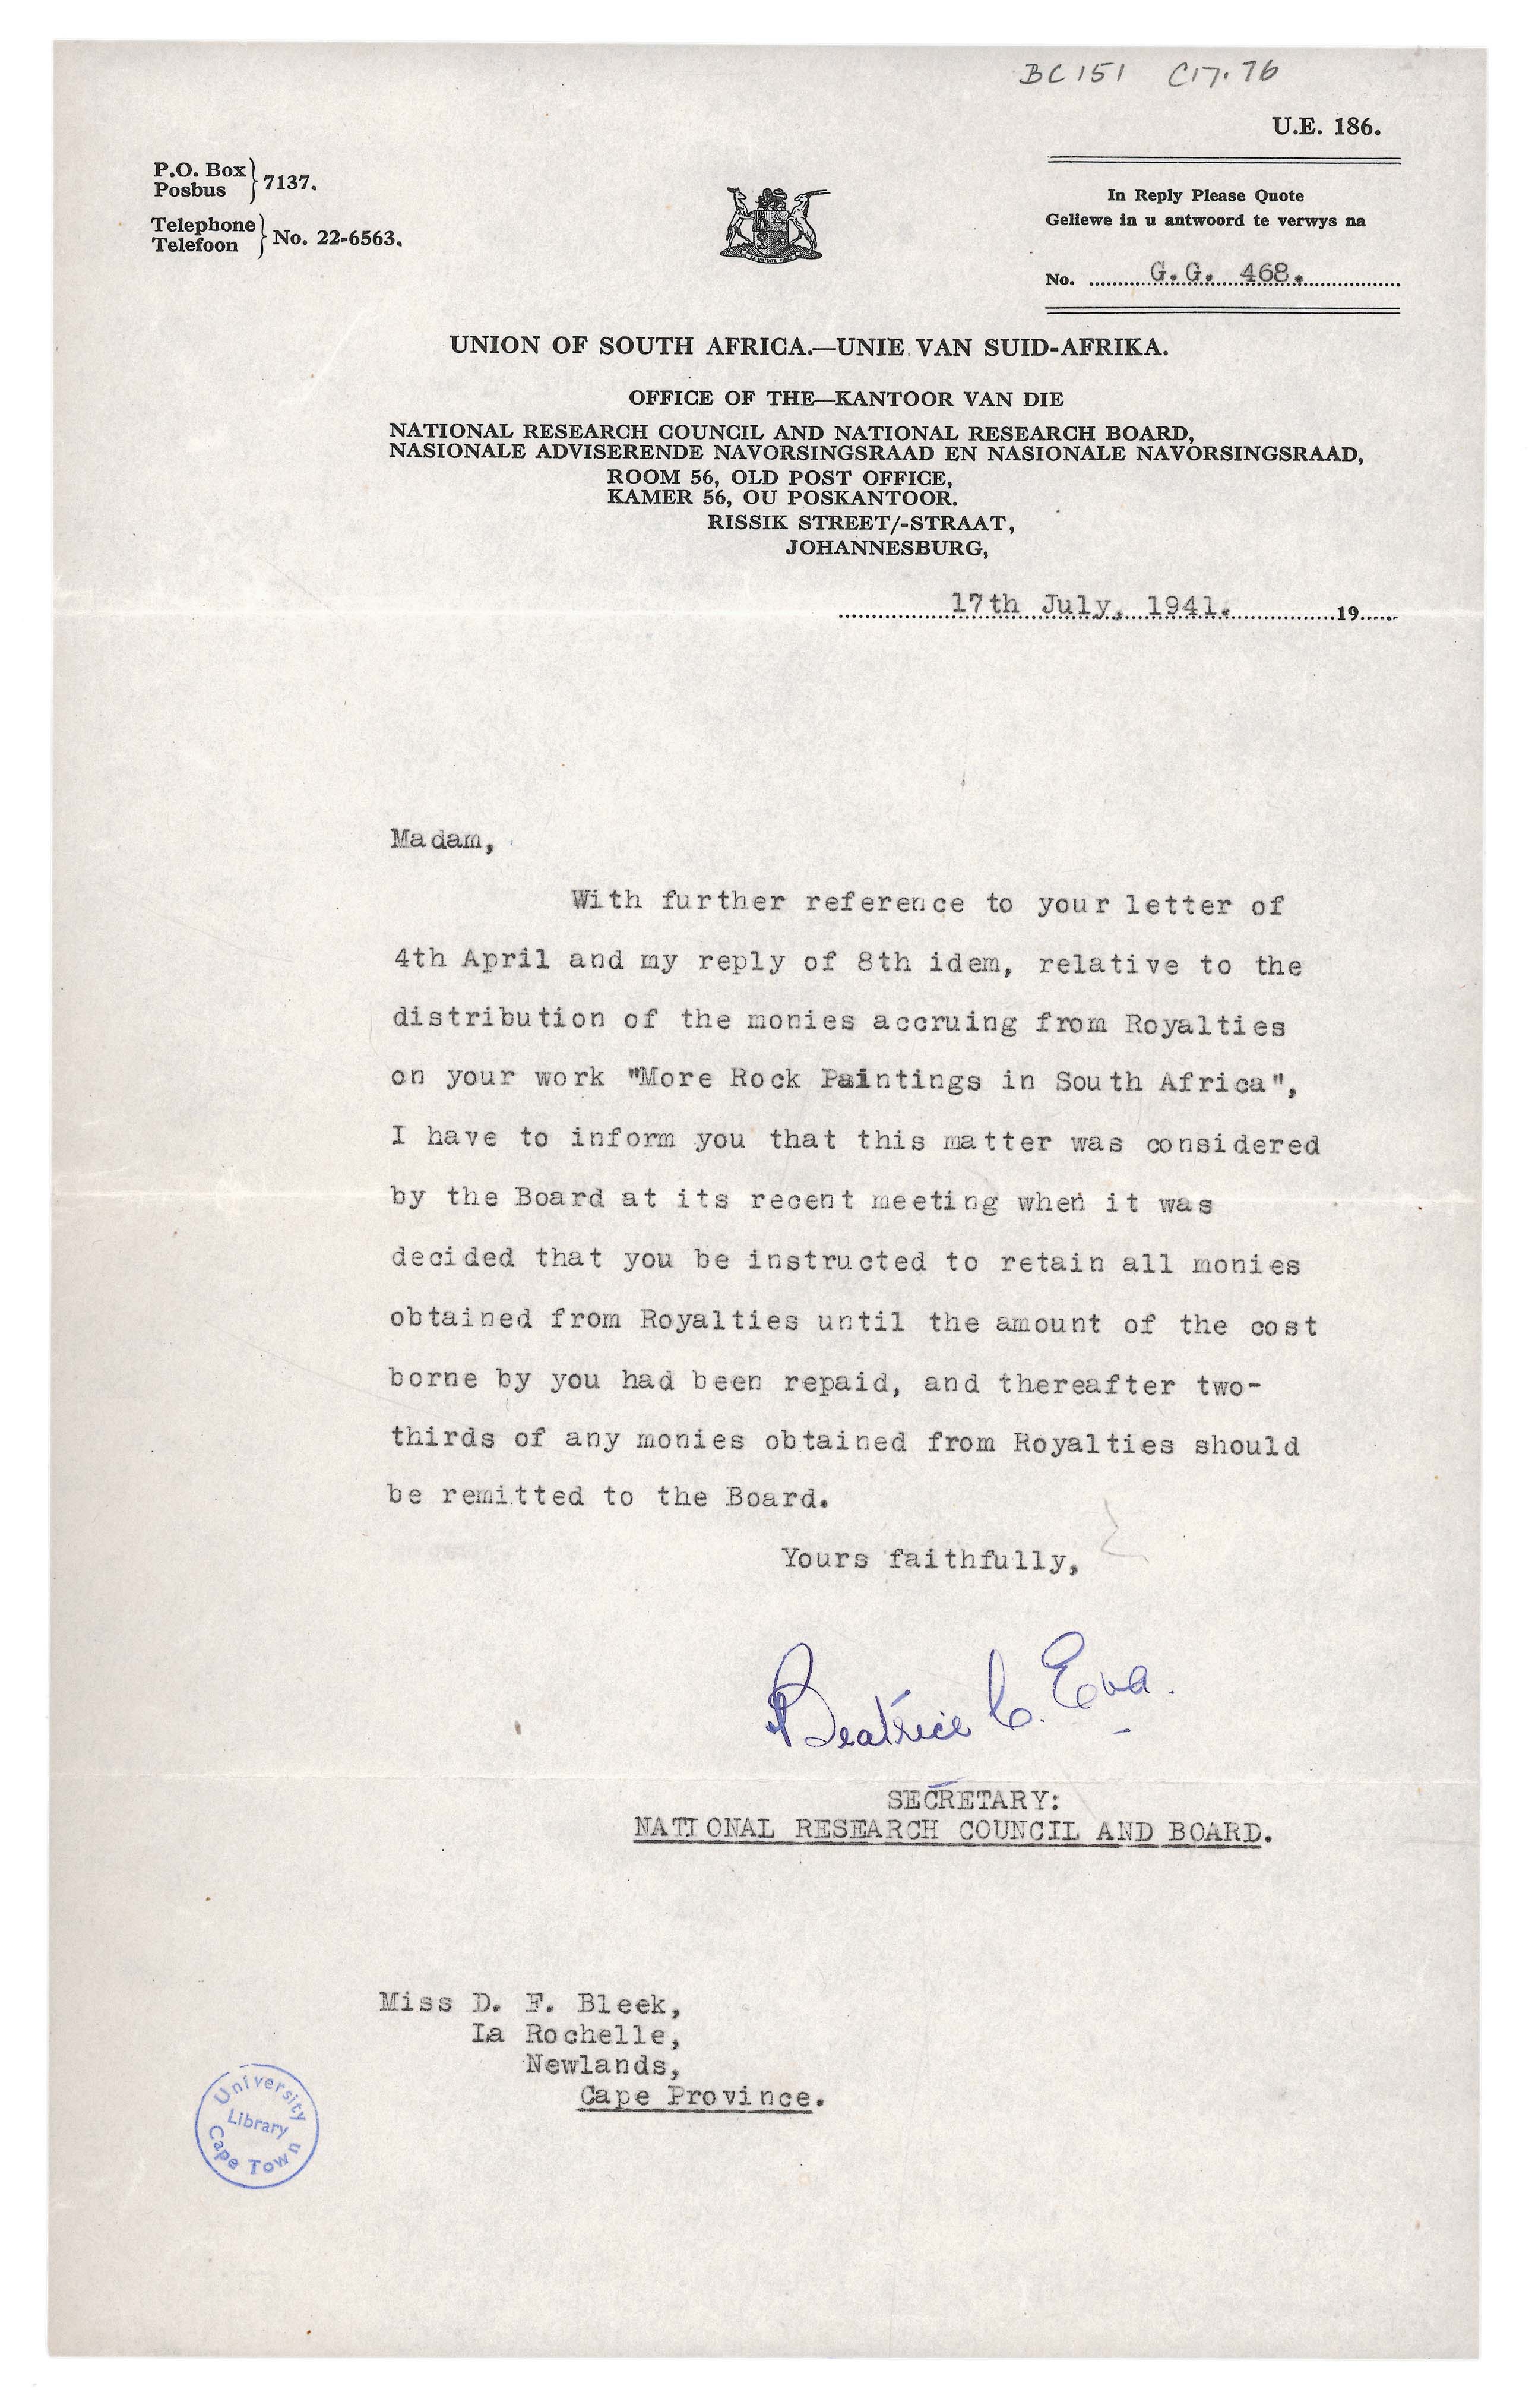 BC 151 C17.76
U.E. 186.
P.O. Box
Posbus
7137.
Telephone
Telefoon
No. 22-6563.
In Reply Please Quote
Geliewe in u antwoord te verwys na
No. G.G. 468.
UNION OF SOUTH AFRICA.—UNIE VAN SUID-AFRIKA.
OFFICE OF THE—KANTOOR VAN DIE
NATIONAL RESEARCH COUNCIL AND NATIONAL RESEARCH BOARD,
NASIONALE ADVISERENDE NAVORSINGSRAAD EN NASIONALE NAVORSINGSRAAD,
ROOM 56, OLD POST OFFICE,
KAMER 56, OU POSKANTOOR.
RISSIK STREET/-STRAAT,
JOHANNESBURG,
17th July, 1941. 19
Madam,
With further reference to your letter of
4th April and my reply of 8th idem, relative to the
distribution of the monies accruing from Royalties
on your work "More Rock Paintings in South Africa",
I have to inform you that this matter was considered
by the Board at its recent meeting when it was
decided that you be instructed to retain all monies
obtained from Royalties until the amount of the cost
borne by you had been repaid, and thereafter two-
thirds of any monies obtained from Royalties should
be remitted to the Board.
Yours faithfully,
Beatrice C. Eva.
SECRETARY:
NATIONAL RESEARCH COUNCIL AND BOARD.
Miss D. F. Bleek,
La Rochelle,
Newlands,
Cape Province.
University
Library
Cape Town